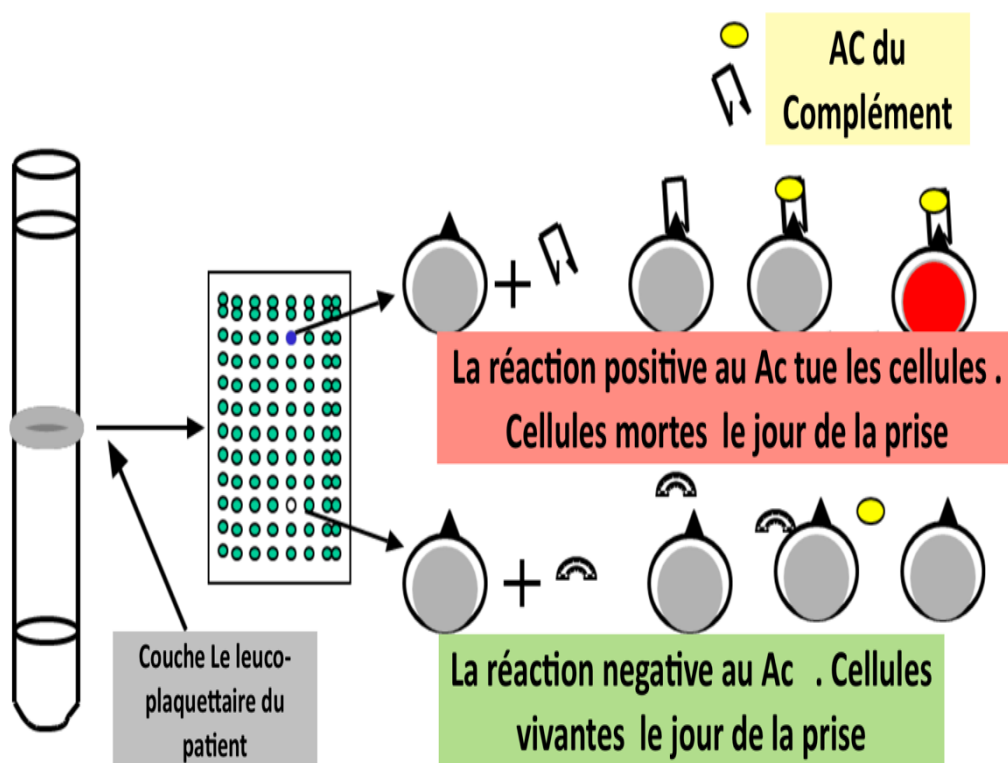 AC du
Complément
La réaction positive au Ac tue les cellules .
Cellules mortes le jour de la prise
Couche Le leuco-
plaquettaire du
patient
La réaction negative au Ac . Cellules
vivantes le jour de la prise